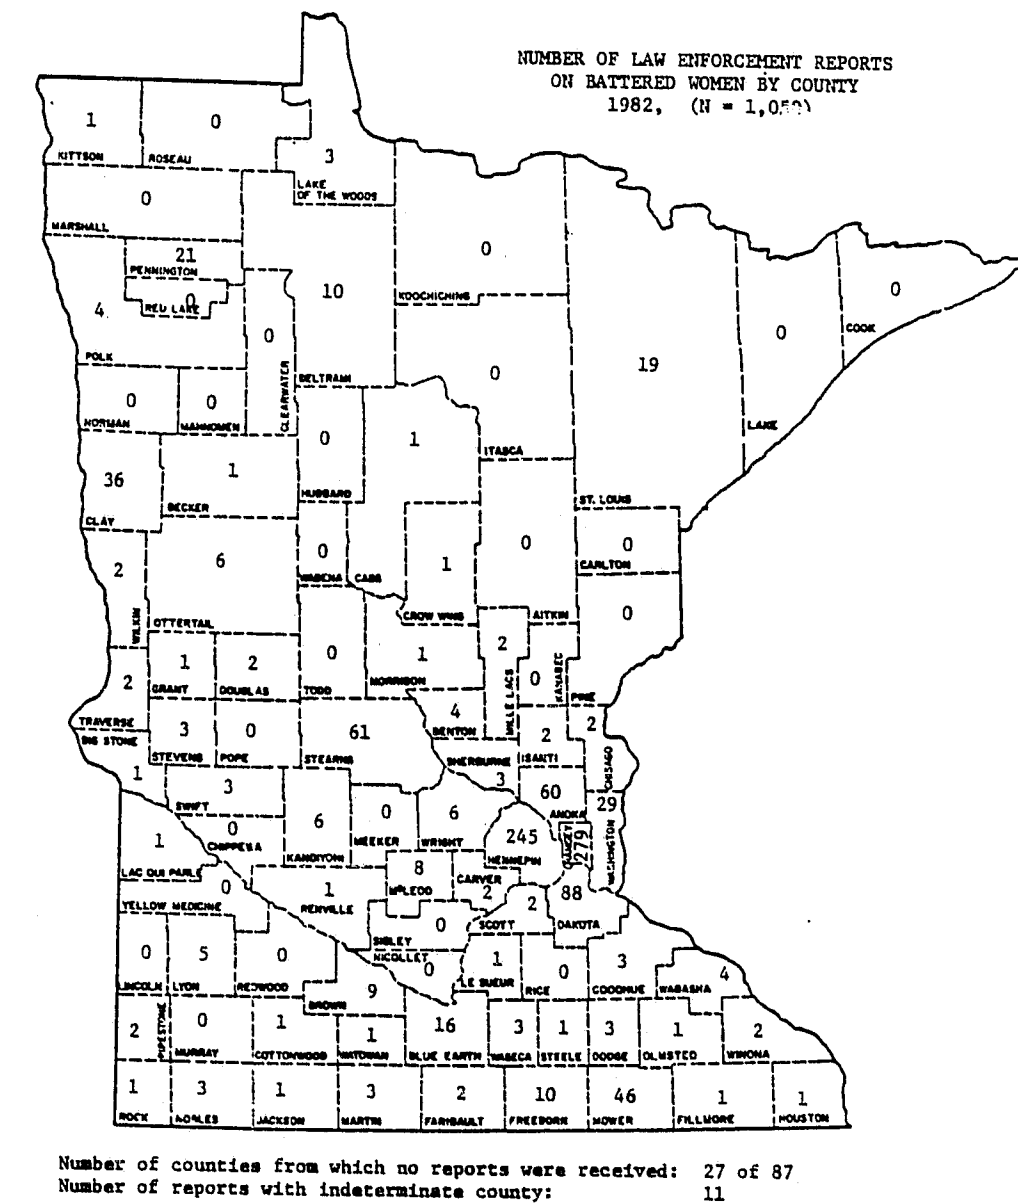 NUMBER OF LAW ENFORCEMENT REPORTS
ON BATTERED WOMEN BY COUNTY
1982, (N =
1
KITTSON
0
ROSEAU
3
LAKE
OF THE WOODS
0
MARSHALL
21
PENNINGTON
0
RED LAKE
4
POLK
0
CLEARWATER
10
BELTRAMI
0
KOOCHICHING
0
ITASCA
19
ST. LOUIS
0
LAKE
0
COOK
0
NORMAN
0
MAHNOMEN
0
HUBBARD
1
CASS
36
CLAY
1
BECKER
2
WILKIN
6
OTTERTAIL
0
WADENA
1
CROW WING
0
AITKIN
0
CARLTON
0
PINE
2
TRAVERSE
1
GRANT
2
DOUGLAS
0
TODD
1
MORRISON
2
MILLE LACS
0
KANABEC
BIG STONE
1
3
STEVENS
0
POPE
61
STEARNS
4
BENTON
SHERBURNE
3
2
ISANTI
2
CHISAGO
3
SWIFT
6
KANDIYOHI
0
MEEKER
6
WRIGHT
60
ANOKA
245
HENNEPIN
RAMSEY
279
29
WASHINGTON
1
LAC QUI PARLE
0
CHIPPEWA
0
YELLOW MEDICINE
1
RENVILLE
8
McLEOD
CARVER
2
2
SCOTT
88
DAKOTA
0
SIBLEY
NICOLLET
0
0
LINCOLN
5
LYON
0
REDWOOD
9
BROWN
1
LE SUEUR
0
RICE
3
GOODHUE
4
WABASHA
2
PIPESTONE
0
MURRAY
1
COTTONWOOD
1
WATONWAN
16
BLUE EARTH
3
WASECA
1
STEELE
3
DODGE
1
OLMSTED
2
WINONA
1
ROCK
3
NOBLES
1
JACKSON
3
MARTIN
2
FARIBAULT
10
FREEBORN
46
MOWER
1
FILLMORE
1
HOUSTON
Number of counties from which no reports were received: 27 of 87
Number of reports with indeterminate county: 11